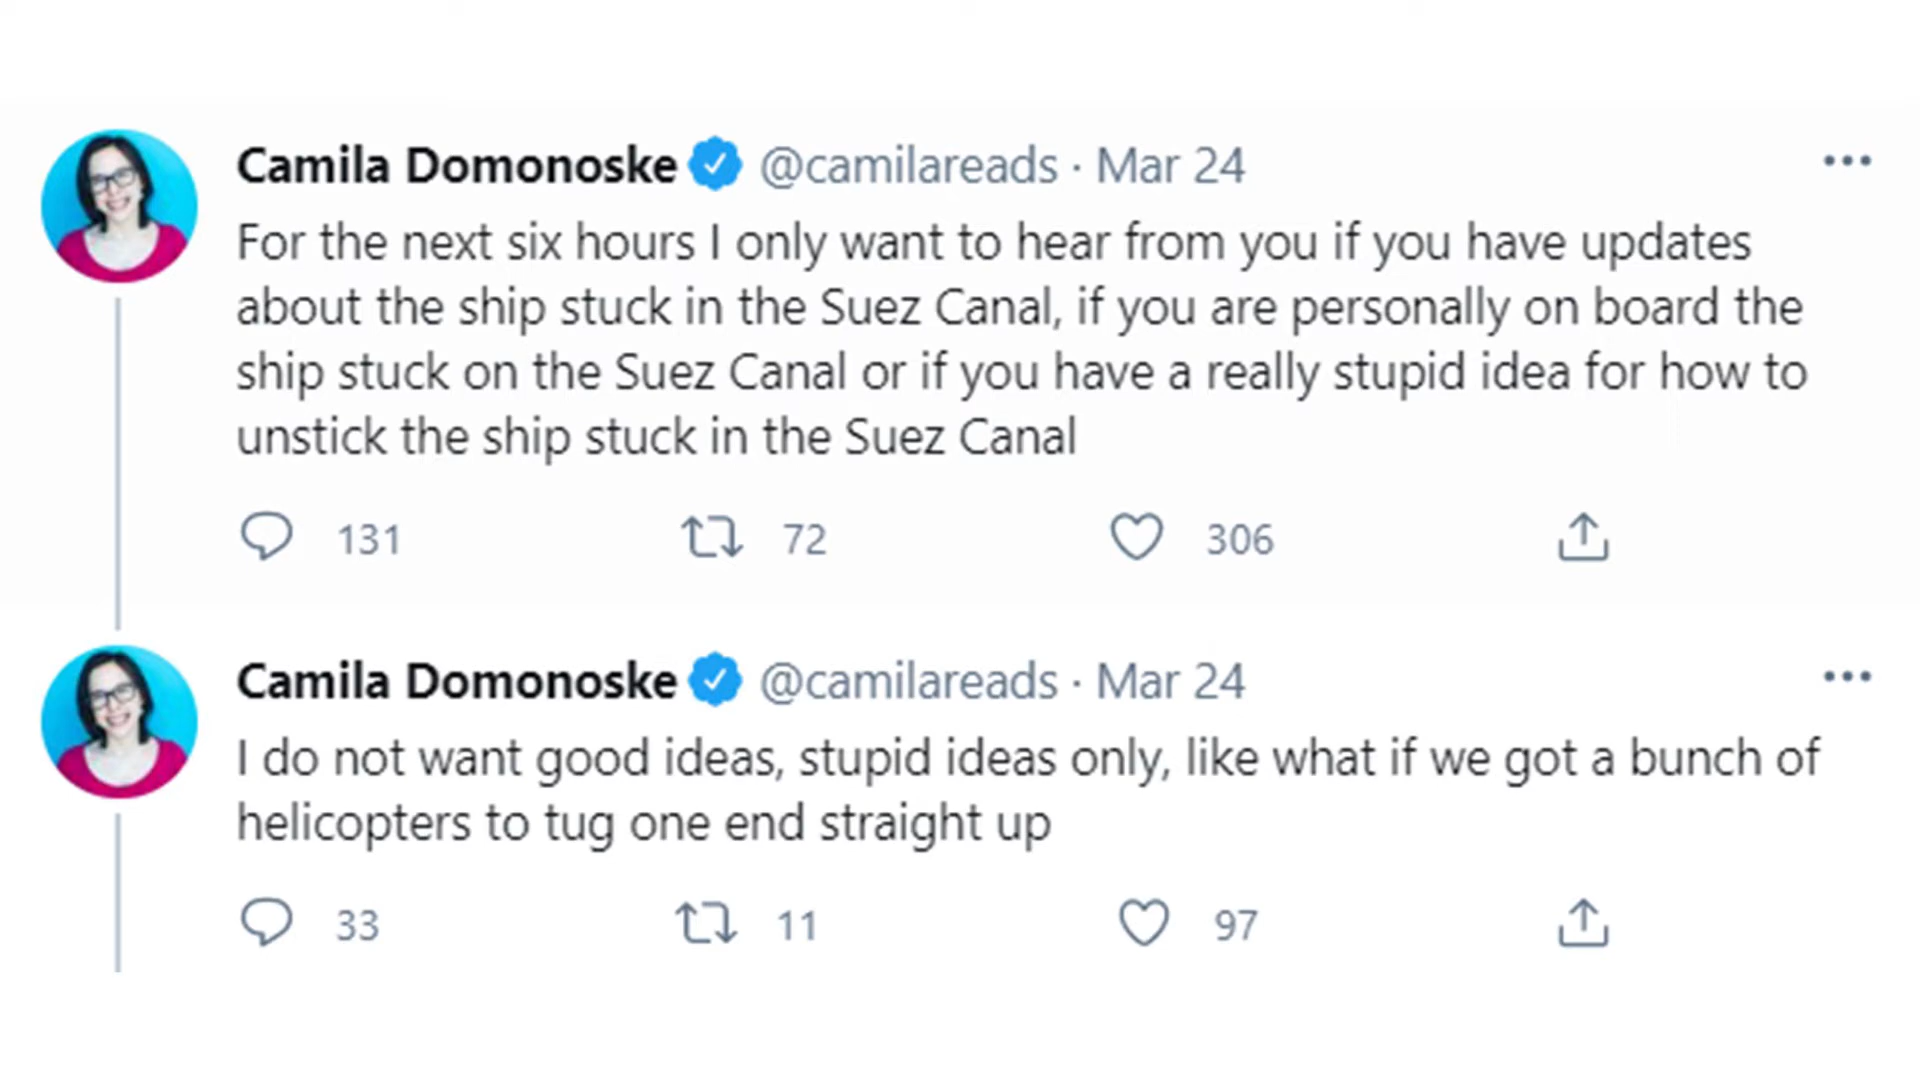 Camila Domonoske @camilareads · Mar 24
For the next six hours I only want to hear from you if you have updates
about the ship stuck in the Suez Canal, if you are personally on board the
ship stuck on the Suez Canal or if you have a really stupid idea for how to
unstick the ship stuck in the Suez Canal
131 72 306
Camila Domonoske @camilareads · Mar 24
I do not want good ideas, stupid ideas only, like what if we got a bunch of
helicopters to tug one end straight up
33 11 97